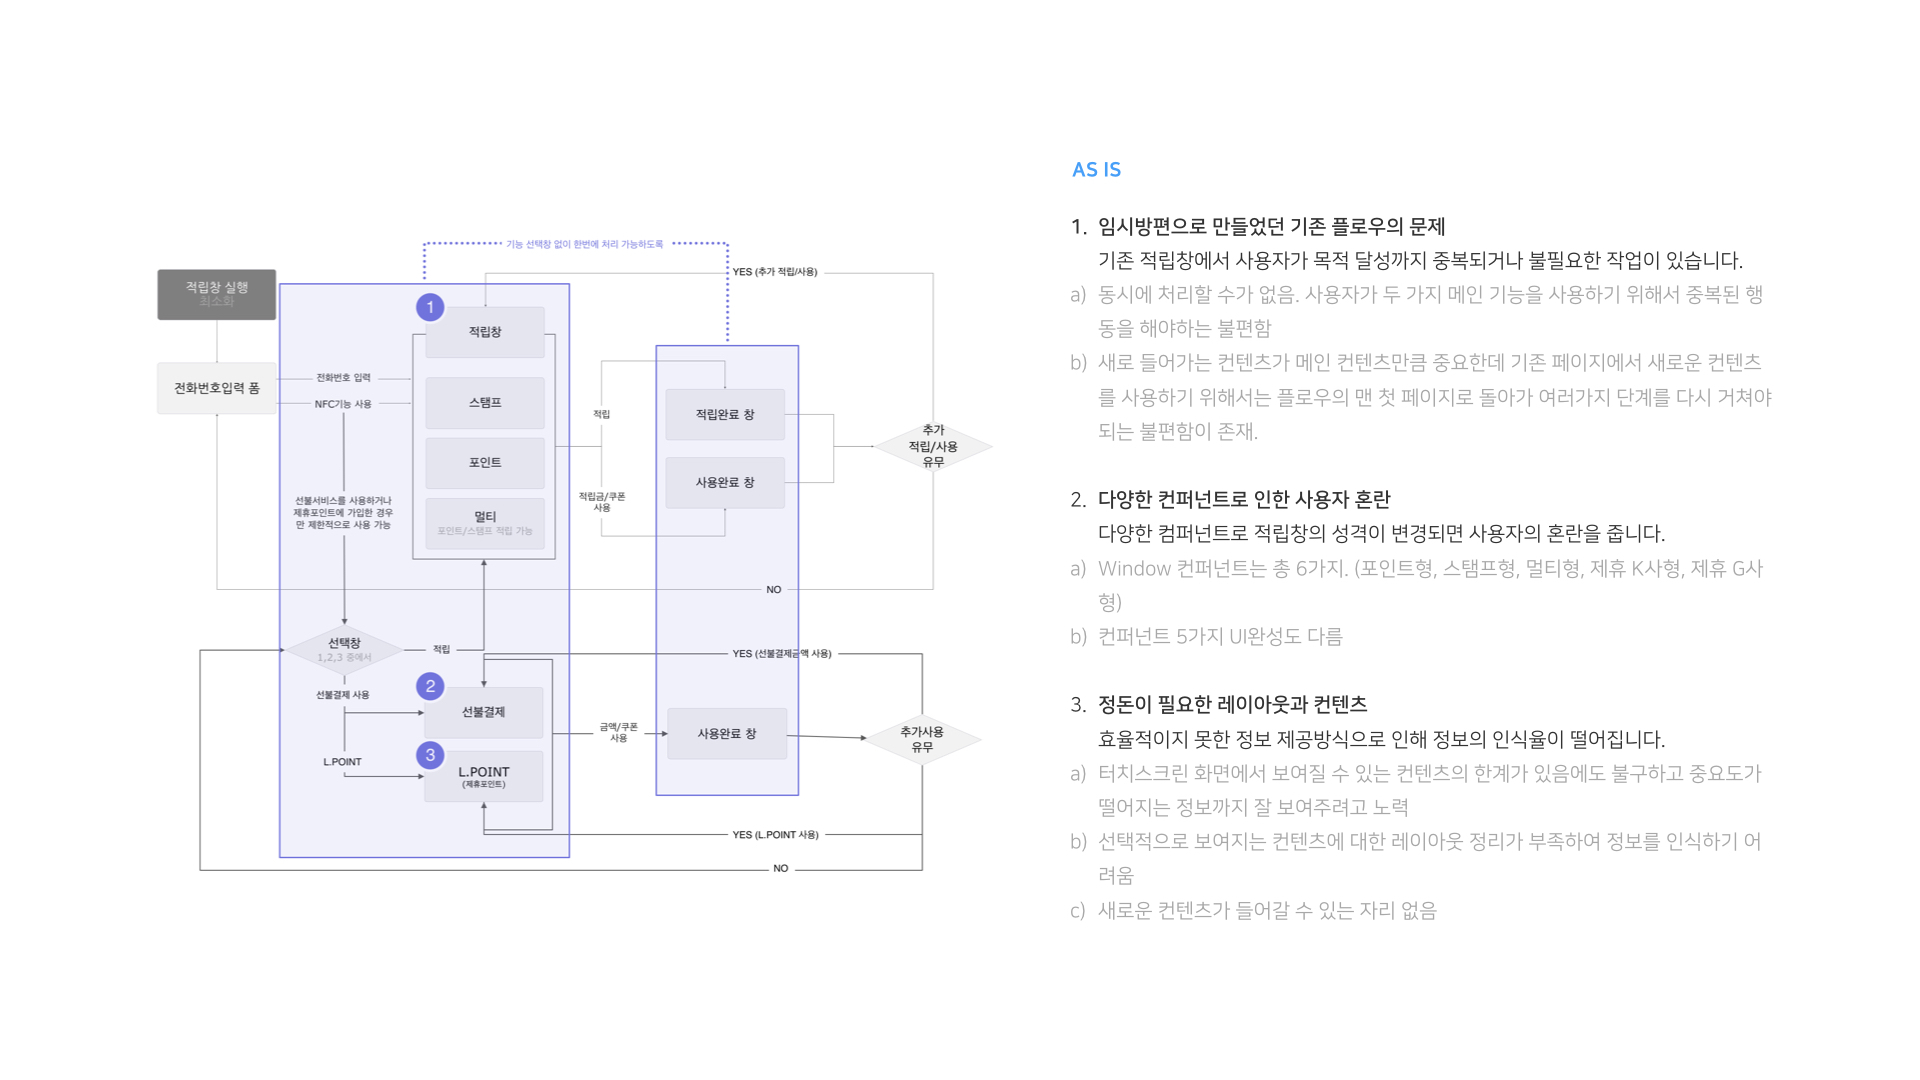 기능 선택창 없이 한번에 처리 가능하도록
YES (추가 적립/사용)
적립창 실행
최소화
1
적립창
전화번호입력 폼
전화번호 입력
NFC기능 사용
스탬프
적립
적립완료 창
추가
적립/사용
유무
포인트
사용완료 창
선불서비스를 사용하거나
제휴포인트에 가입한 경우
만 제한적으로 사용 가능
적립금/쿠폰
사용
멀티
포인트/스탬프 적립 가능
NO
선택창
1,2,3 중에서
적립
YES (선불결제금액 사용)
선불결제 사용
2
선불결제
금액/쿠폰
사용
사용완료 창
추가사용
유무
L.POINT
3
L.POINT
(제휴포인트)
YES (L.POINT 사용)
NO
AS IS
1. 임시방편으로 만들었던 기존 플로우의 문제
기존 적립창에서 사용자가 목적 달성까지 중복되거나 불필요한 작업이 있습니다.
a) 동시에 처리할 수가 없음. 사용자가 두 가지 메인 기능을 사용하기 위해서 중복된 행
동을 해야하는 불편함
b) 새로 들어가는 컨텐츠가 메인 컨텐츠만큼 중요한데 기존 페이지에서 새로운 컨텐츠
를 사용하기 위해서는 플로우의 맨 첫 페이지로 돌아가 여러가지 단계를 다시 거쳐야
되는 불편함이 존재.
2. 다양한 컨퍼넌트로 인한 사용자 혼란
다양한 컴퍼넌트로 적립창의 성격이 변경되면 사용자의 혼란을 줍니다.
a) Window 컨퍼넌트는 총 6가지. (포인트형, 스탬프형, 멀티형, 제휴 K사형, 제휴 G사
형)
b) 컨퍼넌트 5가지 UI완성도 다름
3. 정돈이 필요한 레이아웃과 컨텐츠
효율적이지 못한 정보 제공방식으로 인해 정보의 인식율이 떨어집니다.
a) 터치스크린 화면에서 보여질 수 있는 컨텐츠의 한계가 있음에도 불구하고 중요도가
떨어지는 정보까지 잘 보여주려고 노력
b) 선택적으로 보여지는 컨텐츠에 대한 레이아웃 정리가 부족하여 정보를 인식하기 어
려움
c) 새로운 컨텐츠가 들어갈 수 있는 자리 없음